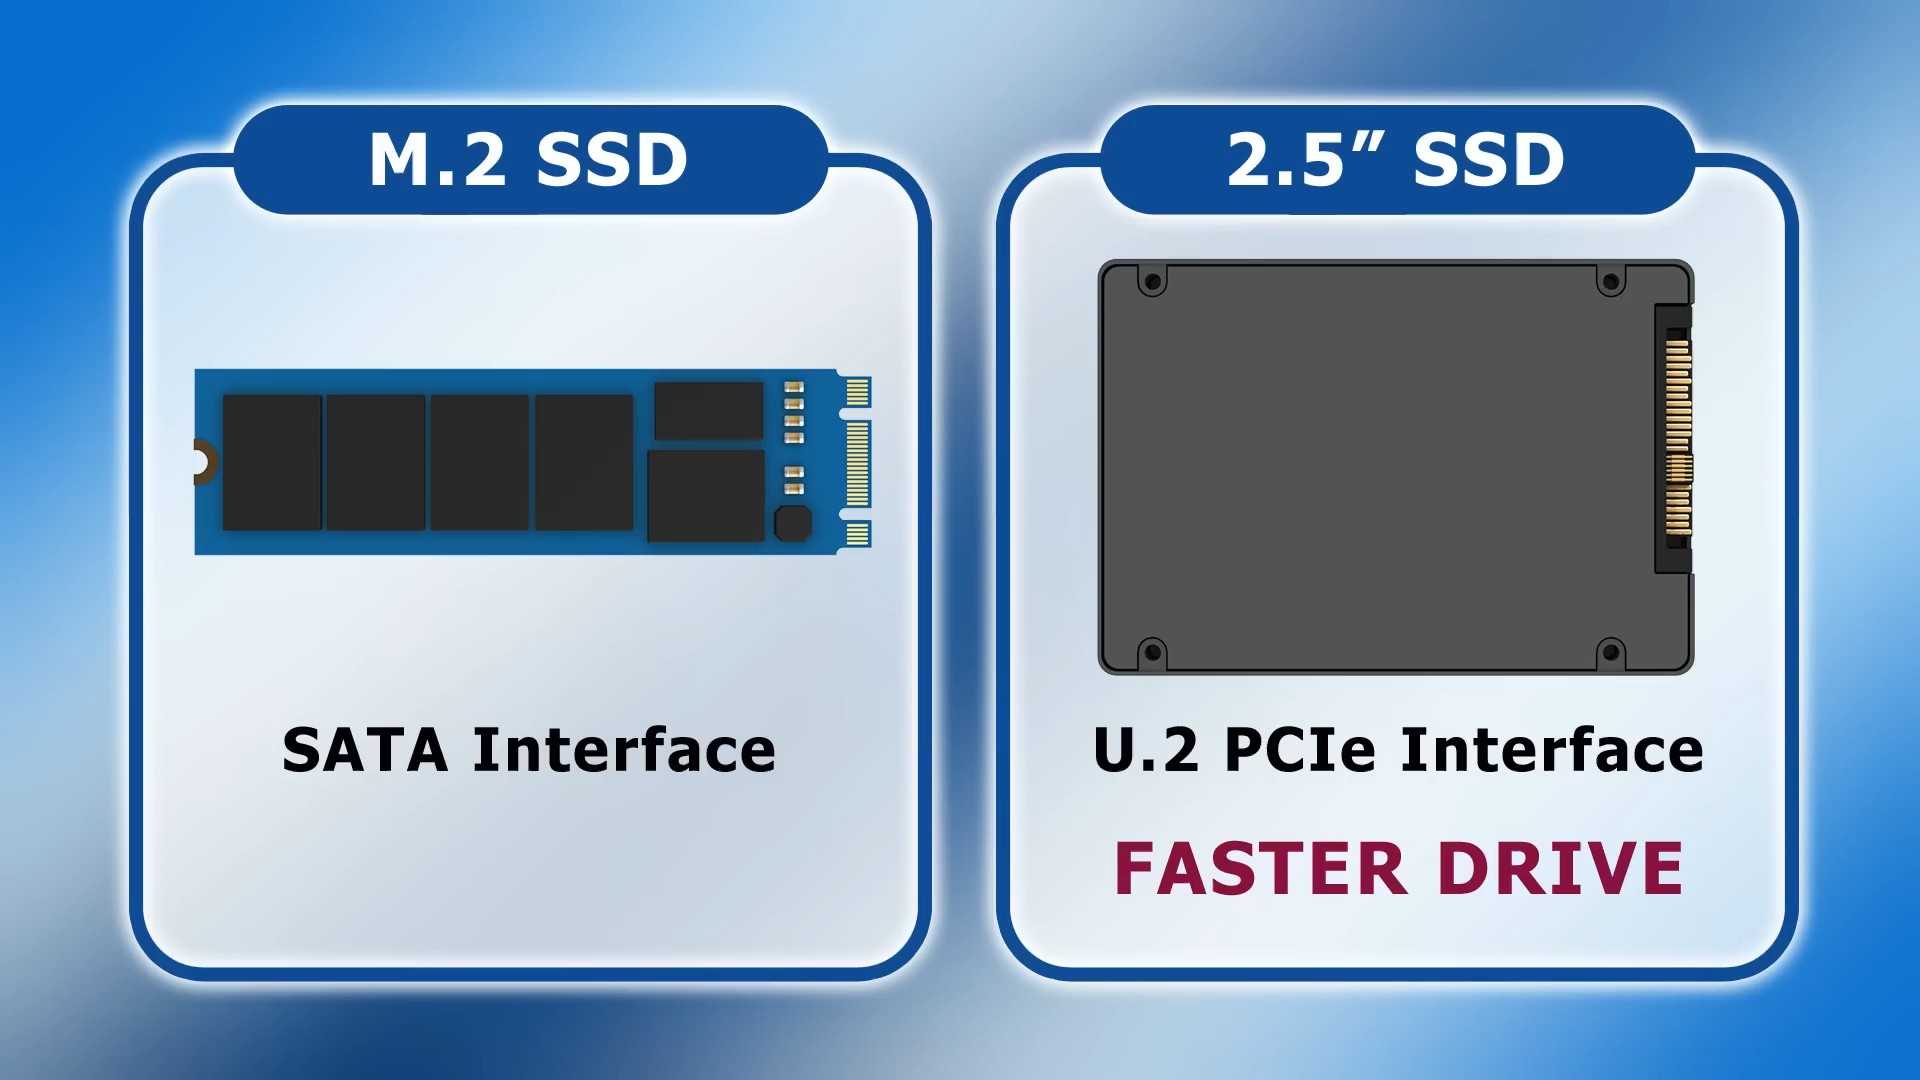 M.2 SSD
SATA Interface
2.5″ SSD
U.2 PCIe Interface
FASTER DRIVE